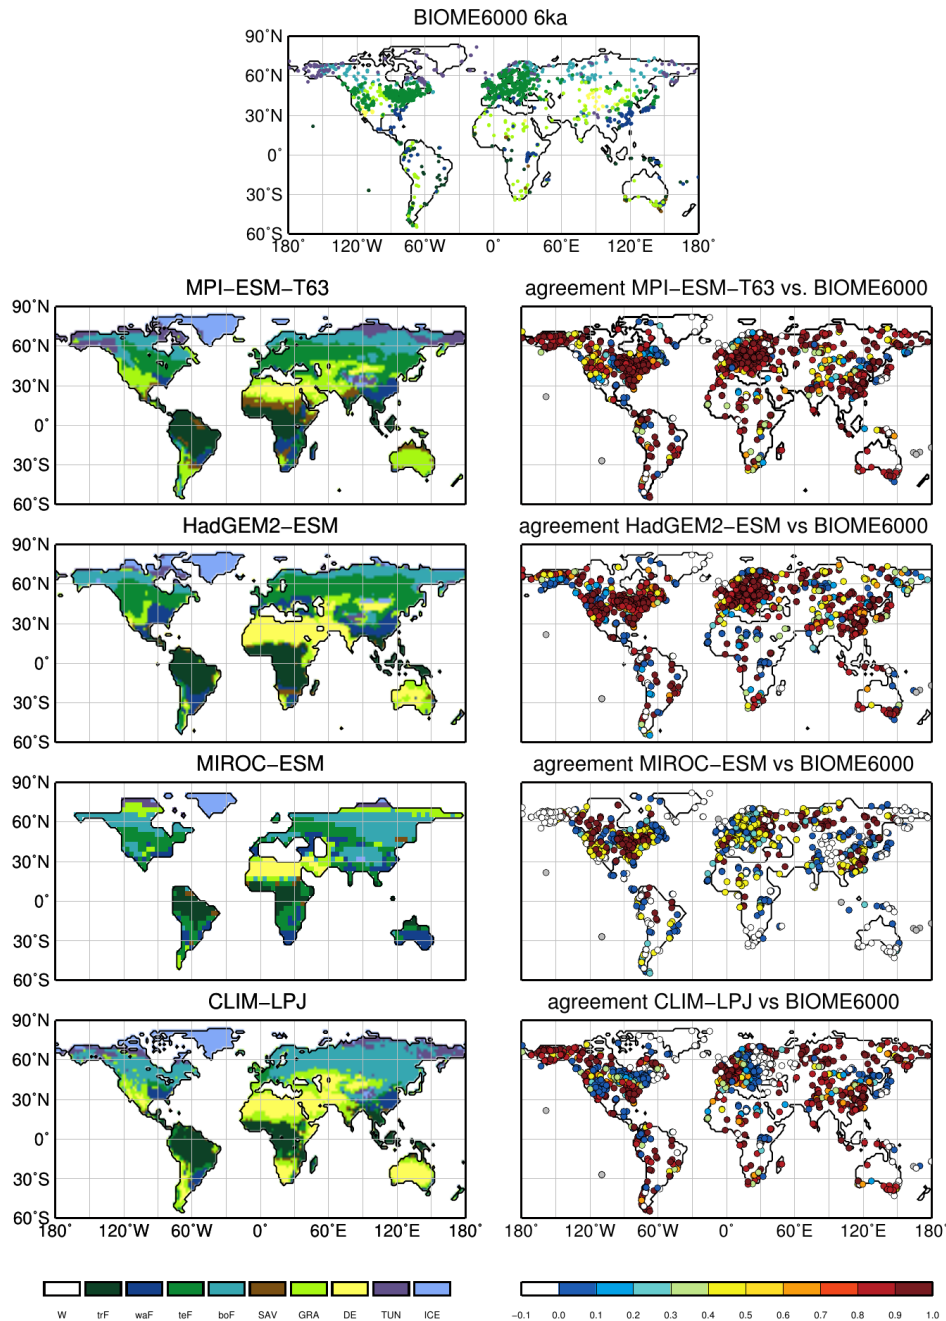 BIOME6000 6ka
90˚N
60˚N
30˚N
0˚
30˚S
60˚S
180˚ 120˚W 60˚W 0˚ 60˚E 120˚E 180˚
MPI−ESM−T63 agreement MPI−ESM−T63 vs. BIOME6000
90˚N
60˚N
30˚N
0˚
30˚S
60˚S
HadGEM2−ESM agreement HadGEM2−ESM vs BIOME6000
90˚N
60˚N
30˚N
0˚
30˚S
60˚S
MIROC−ESM agreement MIROC−ESM vs BIOME6000
90˚N
60˚N
30˚N
0˚
30˚S
60˚S
CLIM−LPJ agreement CLIM−LPJ vs BIOME6000
90˚N
60˚N
30˚N
0˚
30˚S
60˚S
180˚ 120˚W 60˚W 0˚ 60˚E 120˚E 180˚ 180˚ 120˚W 60˚W 0˚ 60˚E 120˚E 180˚
W trF waF teF boF SAV GRA DE TUN ICE −0.1 0.0 0.1 0.2 0.3 0.4 0.5 0.6 0.7 0.8 0.9 1.0